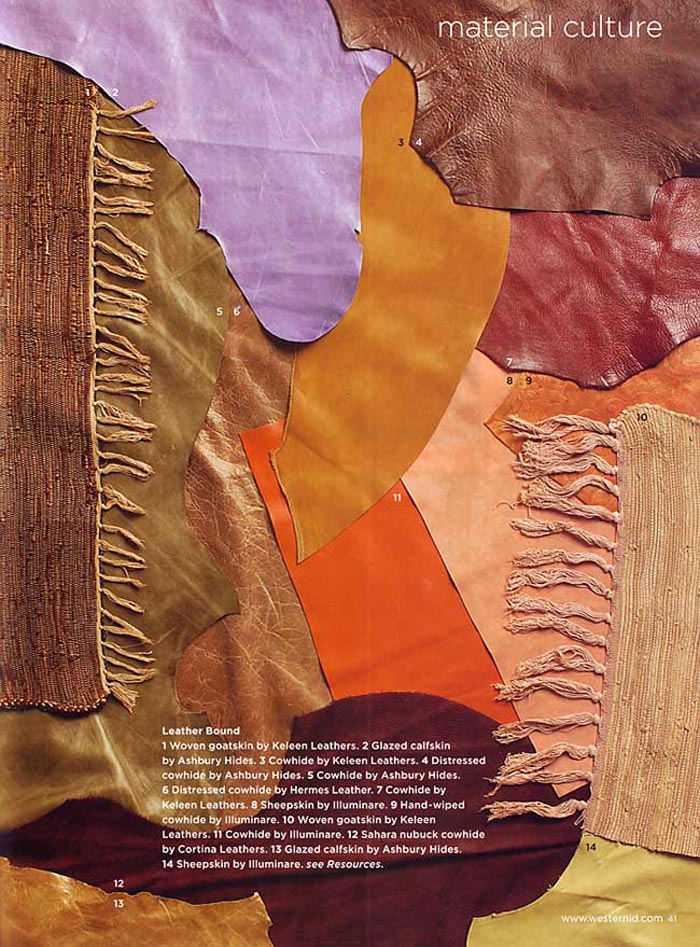 material culture
1 2
3 4
5 6
7
8 9
10
11
Leather Bound
1 Woven goatskin by Keleen Leathers. 2 Glazed calfskin
by Ashbury Hides. 3 Cowhide by Keleen Leathers. 4 Distressed
cowhide by Ashbury Hides. 5 Cowhide by Ashbury Hides.
6 Distressed cowhide by Hermes Leather. 7 Cowhide by
Keleen Leathers. 8 Sheepskin by Illuminare. 9 Hand-wiped
cowhide by Illuminare. 10 Woven goatskin by Keleen
Leathers. 11 Cowhide by Illuminare. 12 Sahara nubuck cowhide
by Cortina Leathers. 13 Glazed calfskin by Ashbury Hides.
14 Sheepskin by Illuminare. see Resources.
14
12
13
www.westernid.com 41